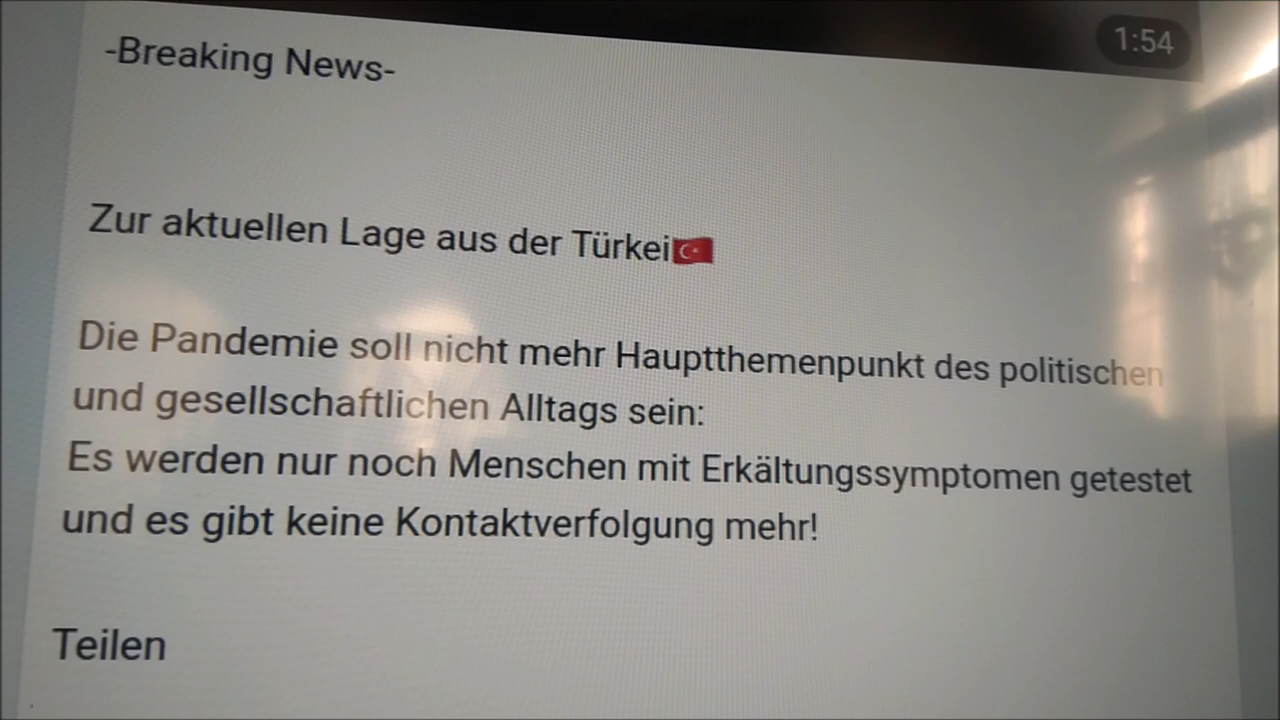 1:54
-Breaking News-
Zur aktuellen Lage aus der Türkei🇹🇷
Die Pandemie soll nicht mehr Hauptthemenpunkt des politischen
und gesellschaftlichen Alltags sein:
Es werden nur noch Menschen mit Erkältungssymptomen getestet
und es gibt keine Kontaktverfolgung mehr!
Teilen